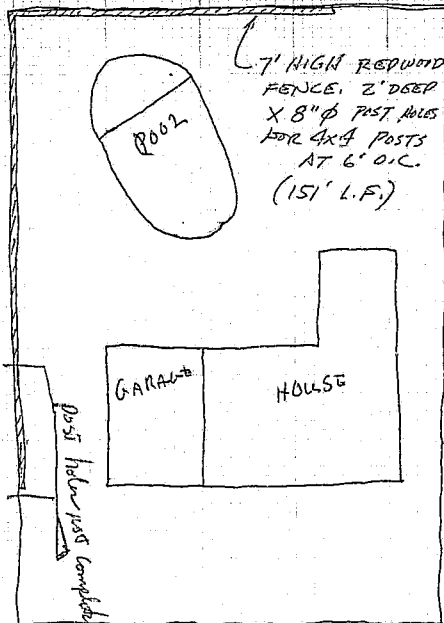 7' HIGH REDWOOD
FENCE. 2' DEEP
X 8"φ POST HOLES
FOR 4x4 POSTS
AT 6' O.C.
(151' L.F.)
POOL
GARAGE
HOUSE
Post holes just complete